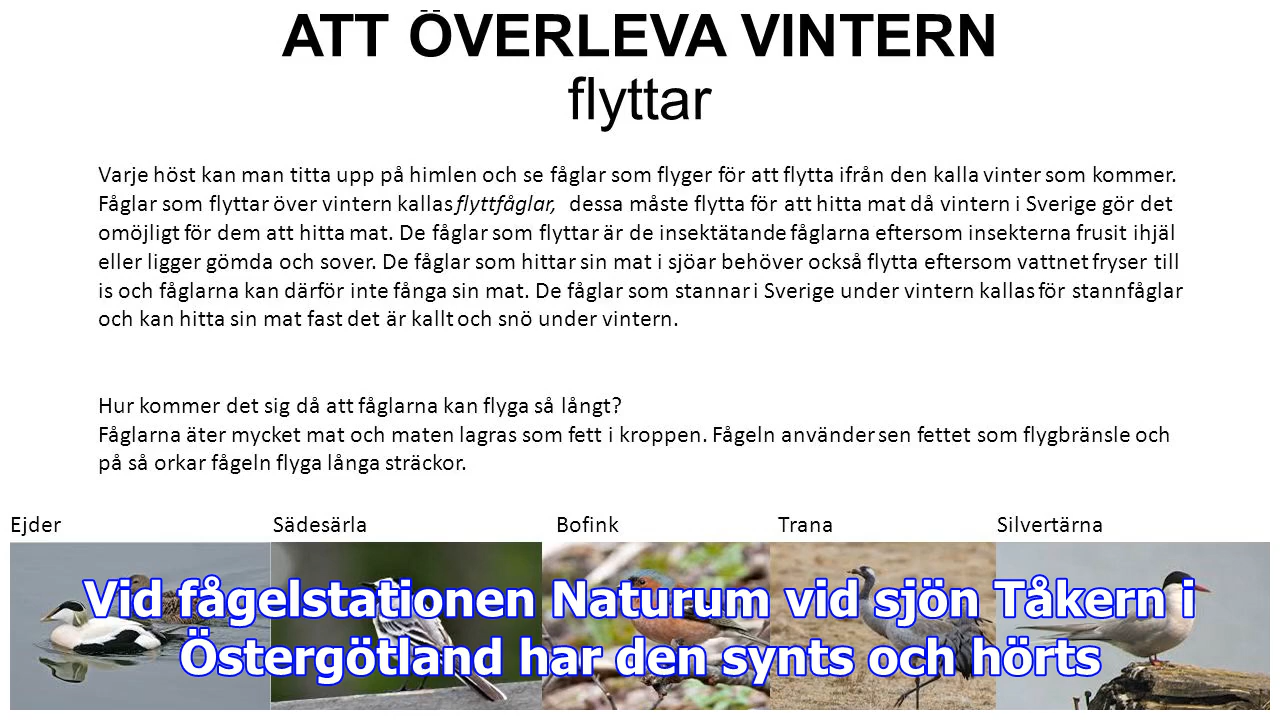 ATT ÖVERLEVA VINTERN
flyttar
Varje höst kan man titta upp på himlen och se fåglar som flyger för att flytta ifrån den kalla vinter som kommer.
Fåglar som flyttar över vintern kallas flyttfåglar, dessa måste flytta för att hitta mat då vintern i Sverige gör det
omöjligt för dem att hitta mat. De fåglar som flyttar är de insektätande fåglarna eftersom insekterna frusit ihjäl
eller ligger gömda och sover. De fåglar som hittar sin mat i sjöar behöver också flytta eftersom vattnet fryser till
is och fåglarna kan därför inte fånga sin mat. De fåglar som stannar i Sverige under vintern kallas för stannfåglar
och kan hitta sin mat fast det är kallt och snö under vintern.
Hur kommer det sig då att fåglarna kan flyga så långt?
Fåglarna äter mycket mat och maten lagras som fett i kroppen. Fågeln använder sen fettet som flygbränsle och
på så orkar fågeln flyga långa sträckor.
Ejder Sädesärla Bofink Trana Silvertärna
Vid fågelstationen Naturum vid sjön Tåkern i
Östergötland har den synts och hörts